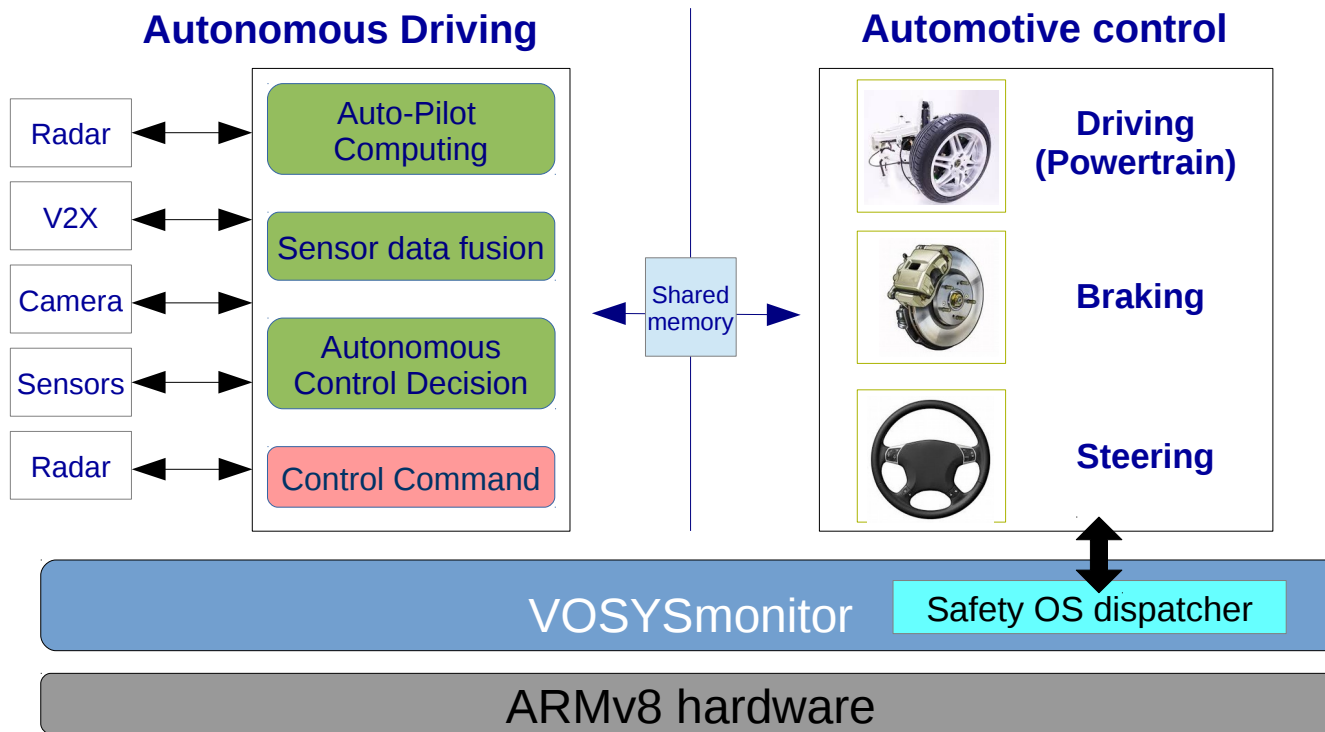 Autonomous Driving
Automotive control
Radar
V2X
Camera
Sensors
Radar
Auto-Pilot
Computing
Sensor data fusion
Autonomous
Control Decision
Control Command
Shared
memory
Driving
(Powertrain)
Braking
Steering
VOSYSmonitor
Safety OS dispatcher
ARMv8 hardware